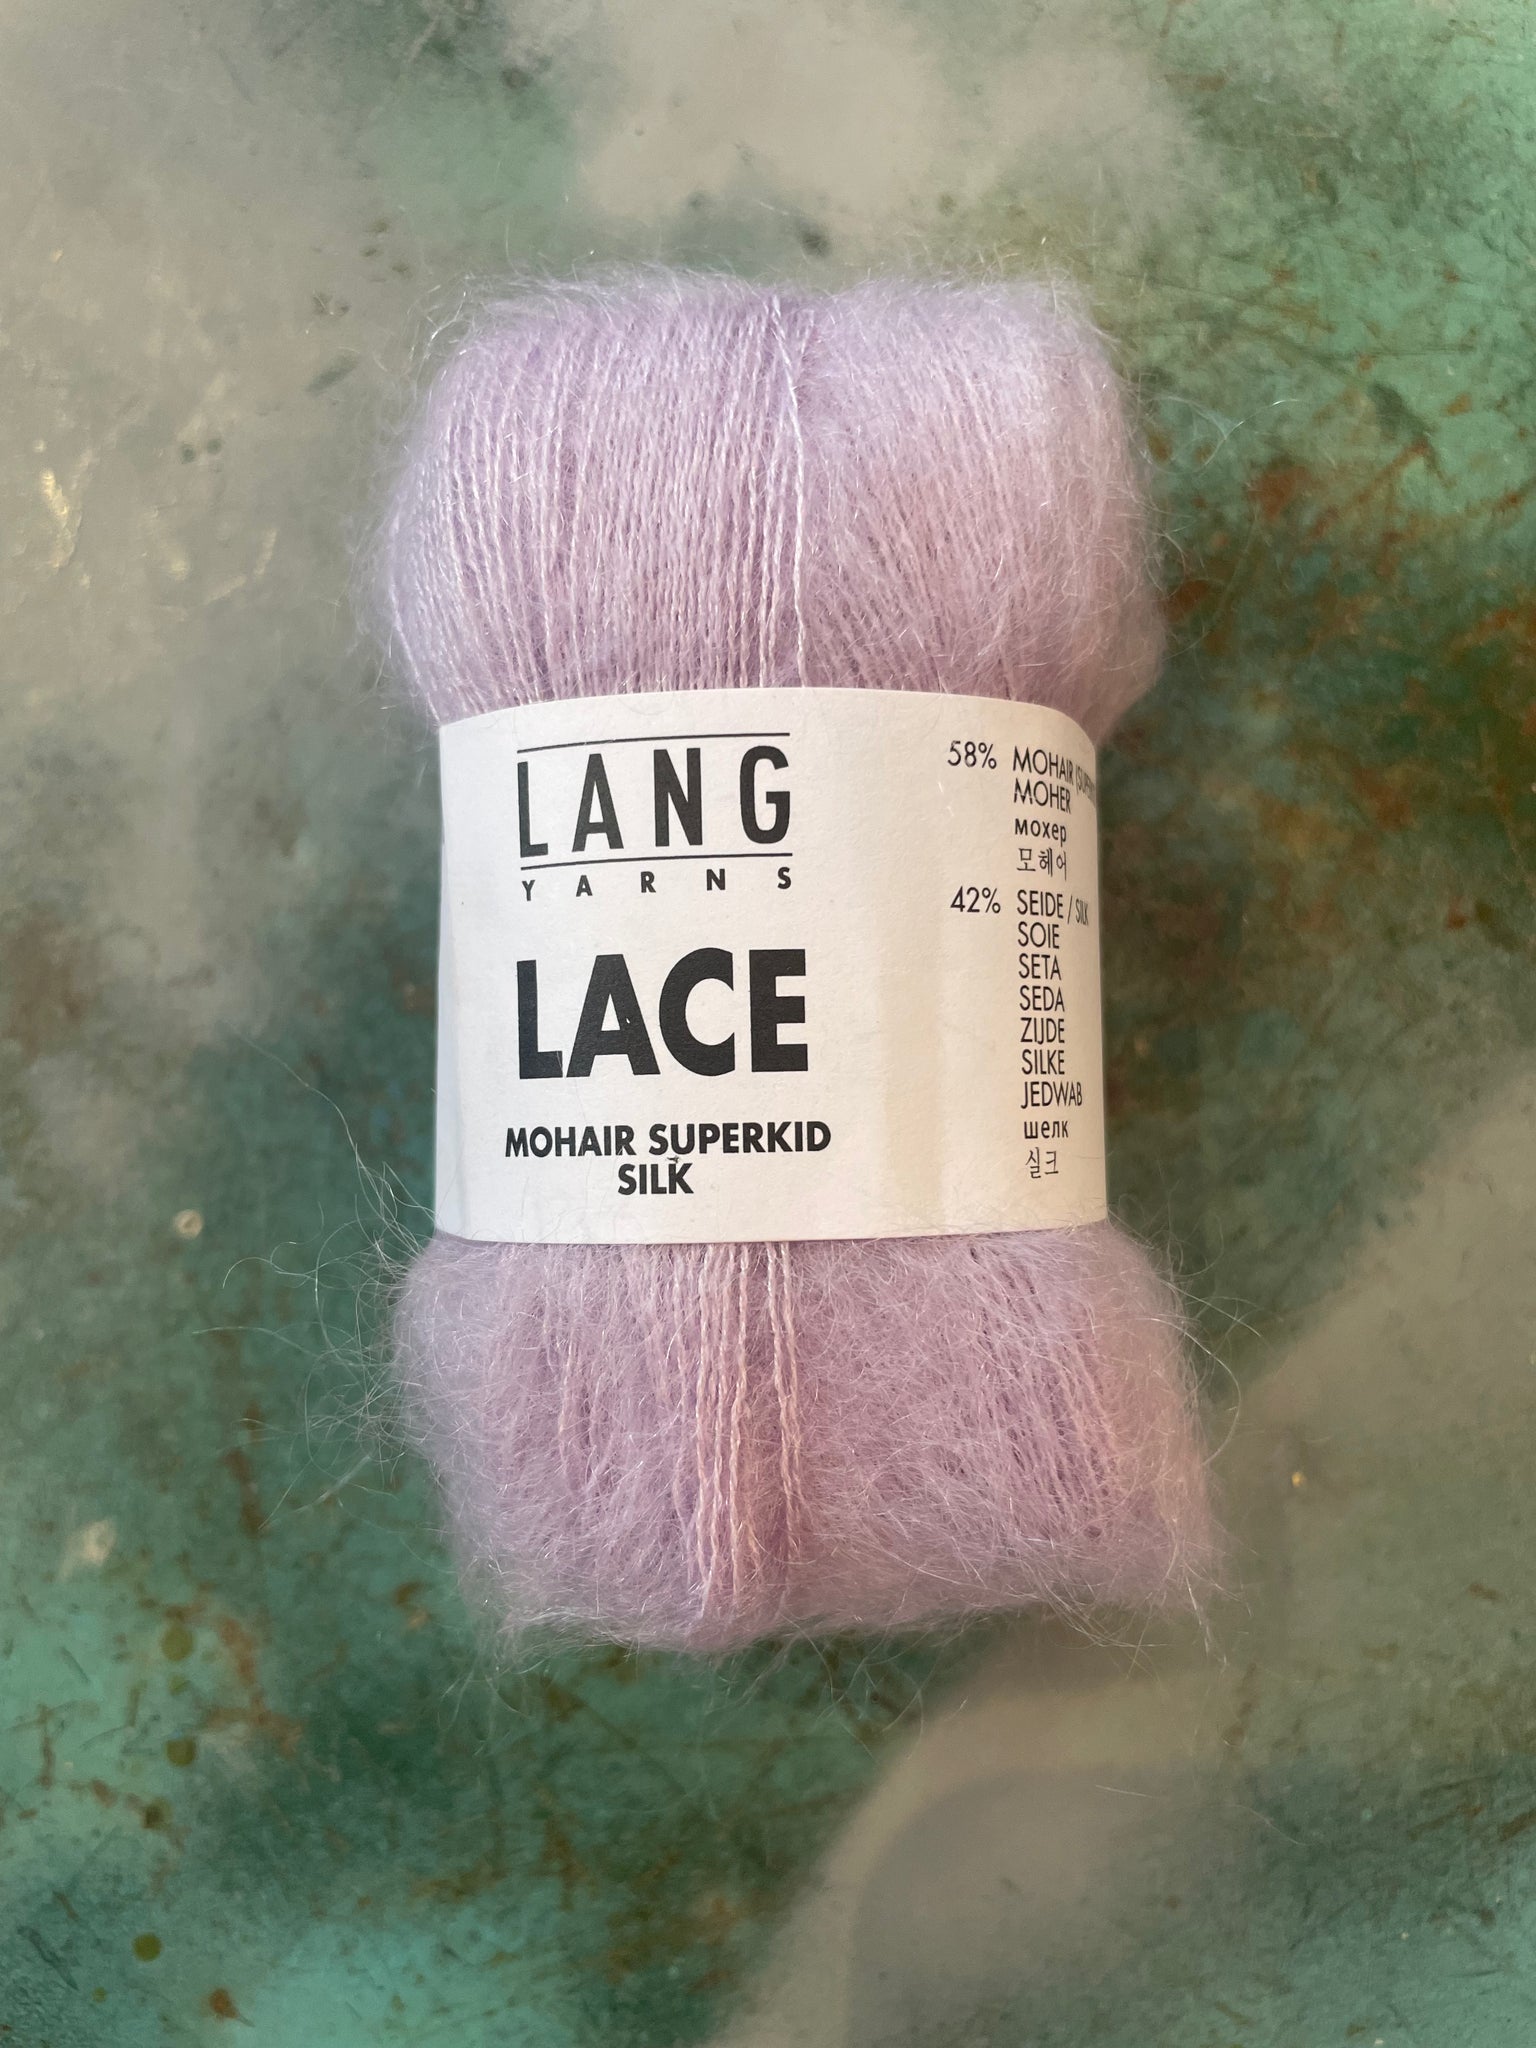 LANG
YARNS
LACE
MOHAIR SUPERKID
SILK
58% MOHAIR
MOHER
мохер
모헤어
42% SEIDE / SILK
SOIE
SETA
SEDA
ZIJDE
SILKE
JEDWAB
шелк
실크